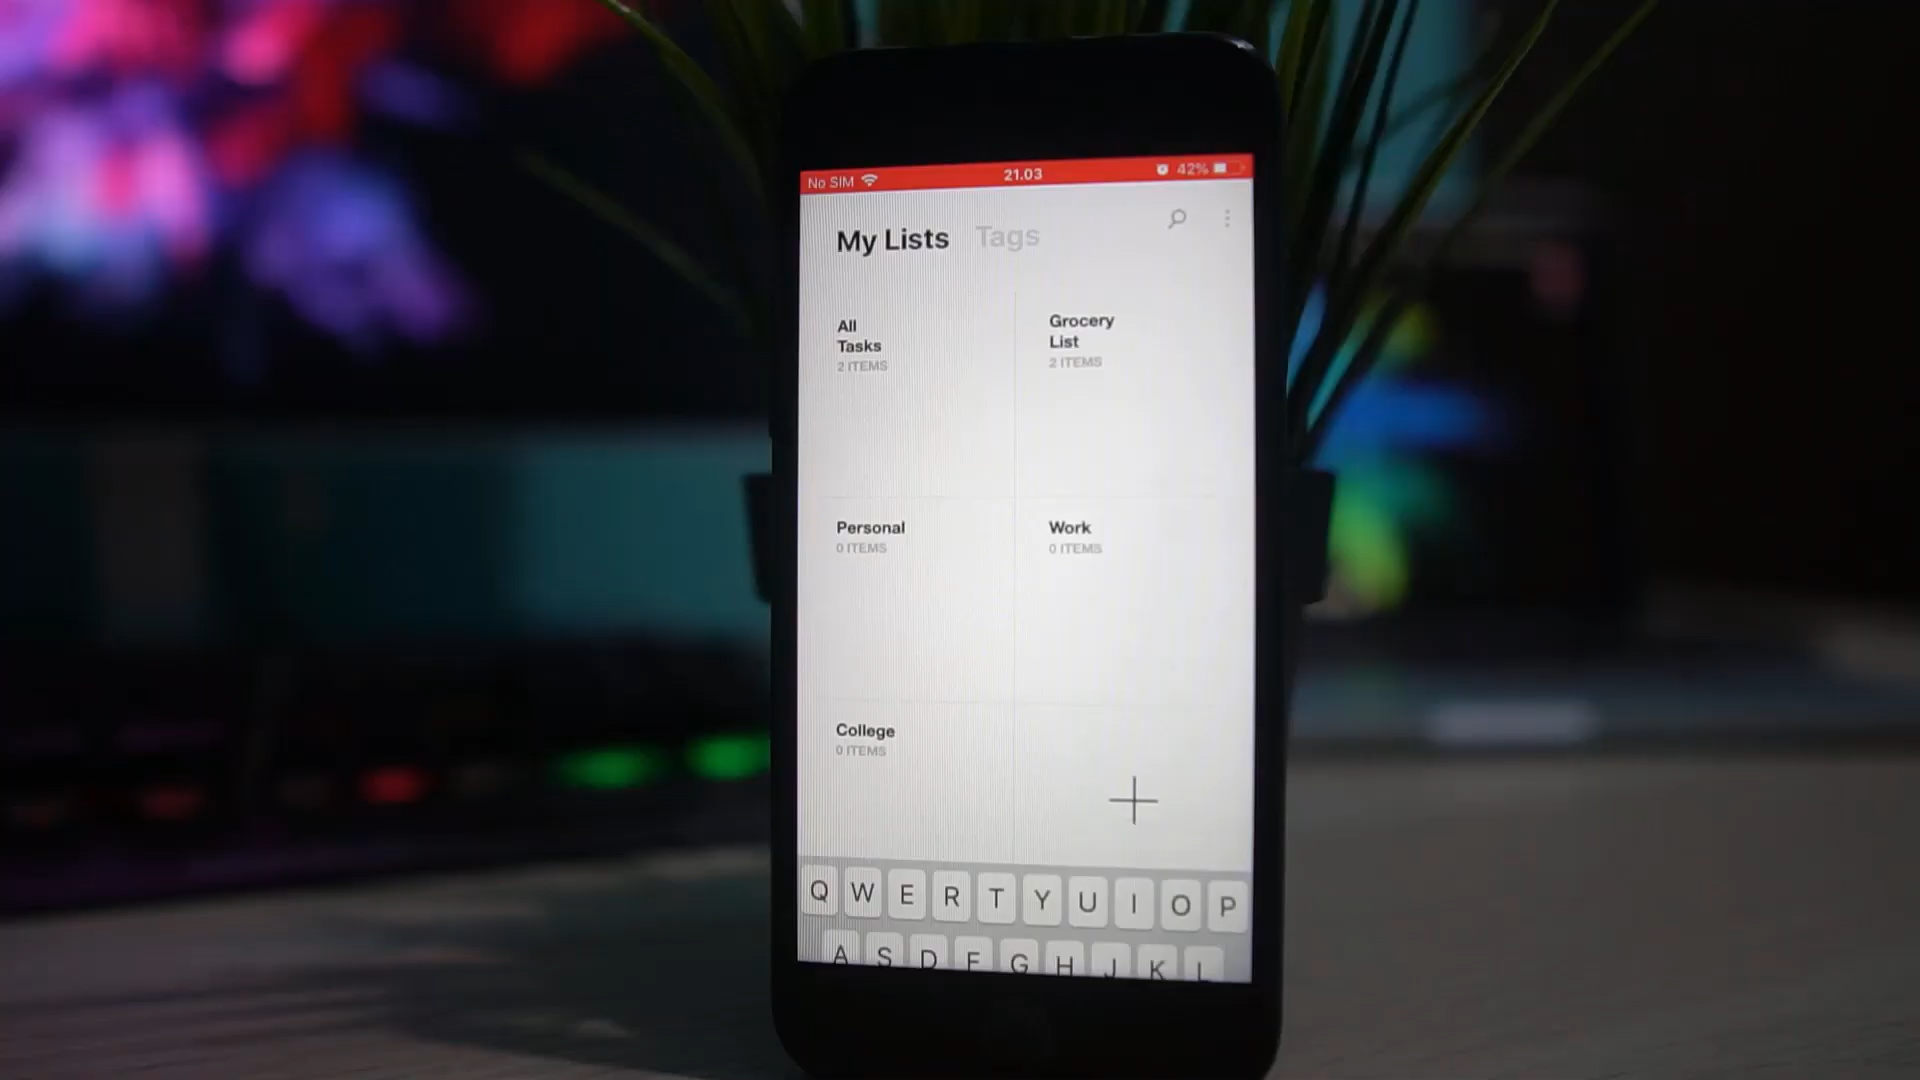 No SIM 21.03 42%
My Lists Tags
All
Tasks
2 ITEMS
Grocery
List
2 ITEMS
Personal
0 ITEMS
Work
0 ITEMS
College
0 ITEMS
Q W E R T Y U I O P
A S D F G H J K L